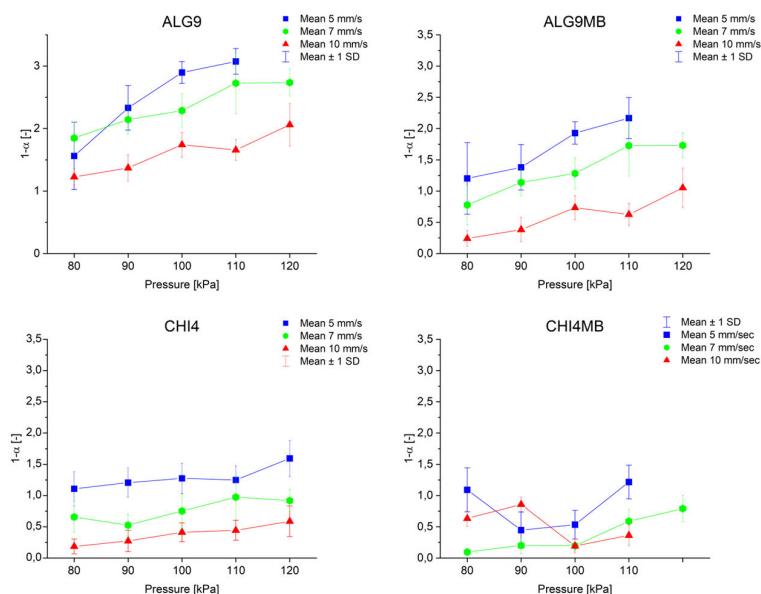 ALG9
Mean 5 mm/s
Mean 7 mm/s
Mean 10 mm/s
Mean ± 1 SD
3
2
1
0
1-α [-]
80 90 100 110 120
Pressure [kPa]
ALG9MB
Mean 5 mm/s
Mean 7 mm/s
Mean 10 mm/s
Mean ± 1 SD
3,5
3,0
2,5
2,0
1,5
1,0
0,5
0,0
1-α [-]
80 90 100 110 120
Pressure [kPa]
CHI4
Mean 5 mm/s
Mean 7 mm/s
Mean 10 mm/s
Mean ± 1 SD
3,5
3,0
2,5
2,0
1,5
1,0
0,5
0,0
1-α [-]
80 90 100 110 120
Pressure [kPa]
CHI4MB
Mean ± 1 SD
Mean 5 mm/sec
Mean 7 mm/sec
Mean 10 mm/sec
3,5
3,0
2,5
2,0
1,5
1,0
0,5
0,0
1-α [-]
80 90 100 110
Pressure [kPa]